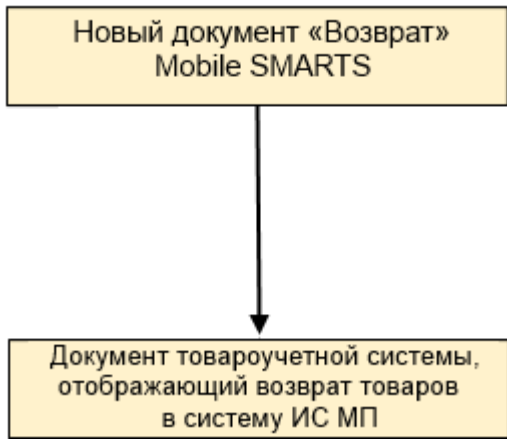 Новый документ «Возврат»
Mobile SMARTS
Документ товароучетной системы,
отображающий возврат товаров
в систему ИС МП